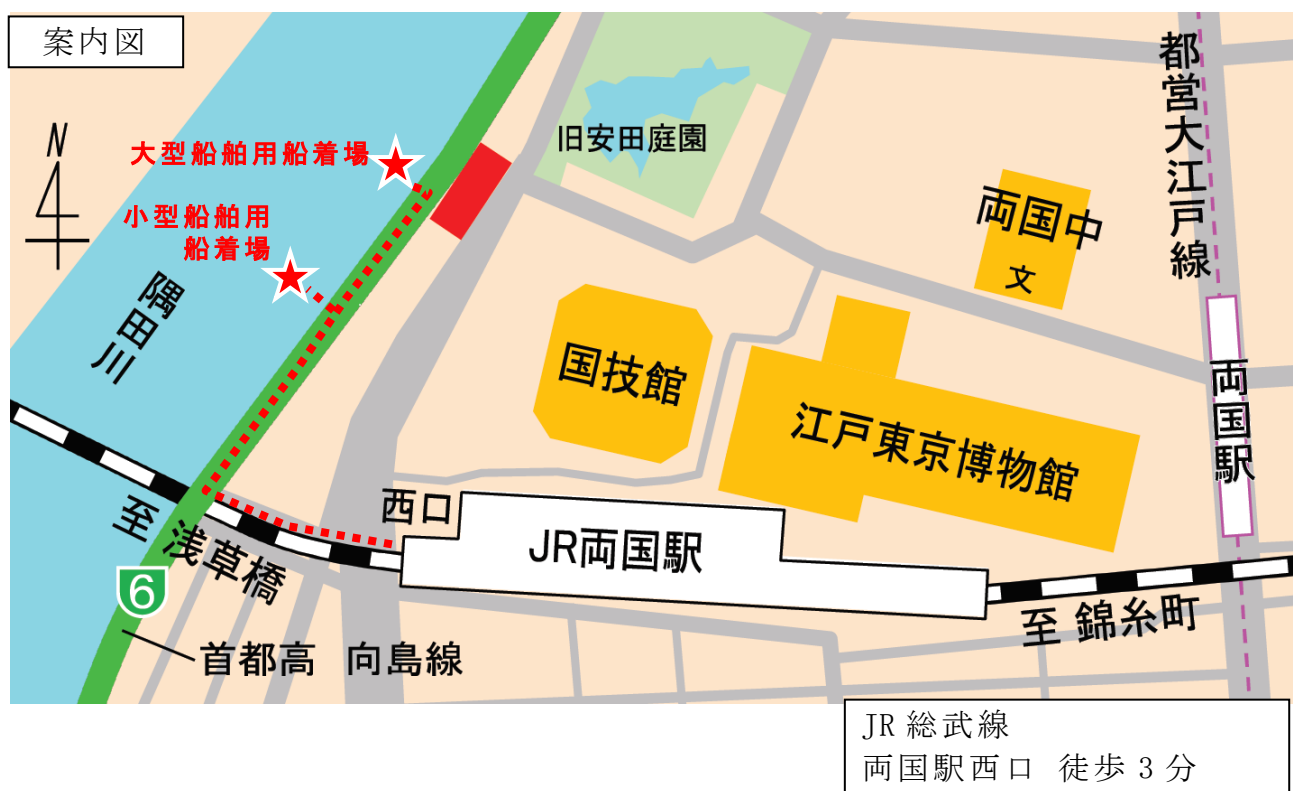 案内図
N
大型船舶用船着場
小型船舶用
船着場
隅田川
旧安田庭園
両国中
文
都営大江戸線
両国駅
国技館
江戸東京博物館
西口
JR両国駅
至 浅草橋
至 錦糸町
6
首都高 向島線
JR 総武線
両国駅西口 徒歩 3 分